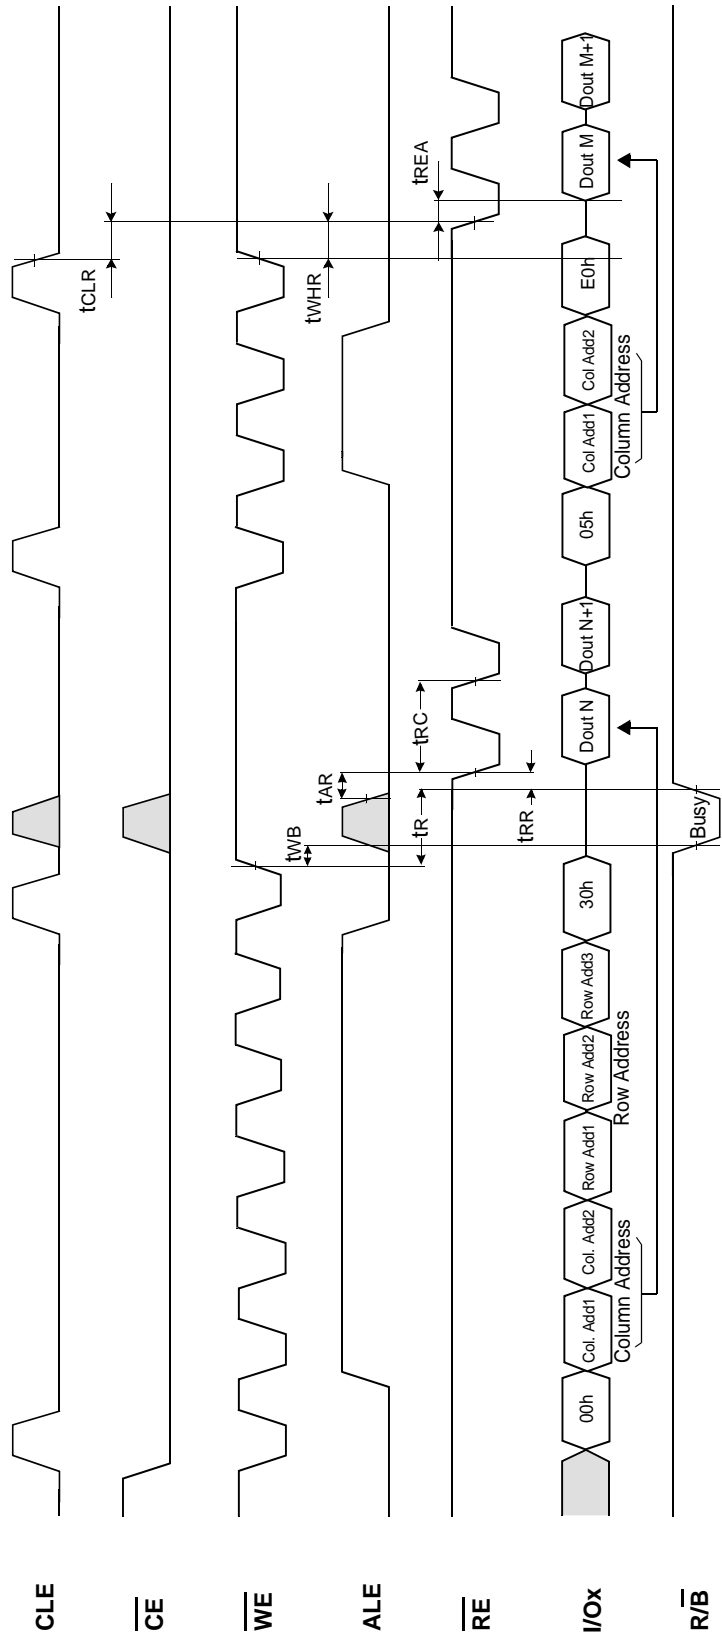 CLE
tCLR
CE
WE
tWB
tWHR
ALE
tAR
tR
tREA
RE
tRC
tRR
I/Ox
00h
Col. Add1
Col. Add2
Row Add1
Row Add2
Row Add3
30h
Dout N
Dout N+1
05h
Col Add1
Col Add2
E0h
Dout M
Dout M+1
Column Address
Row Address
Column Address
R/B
Busy